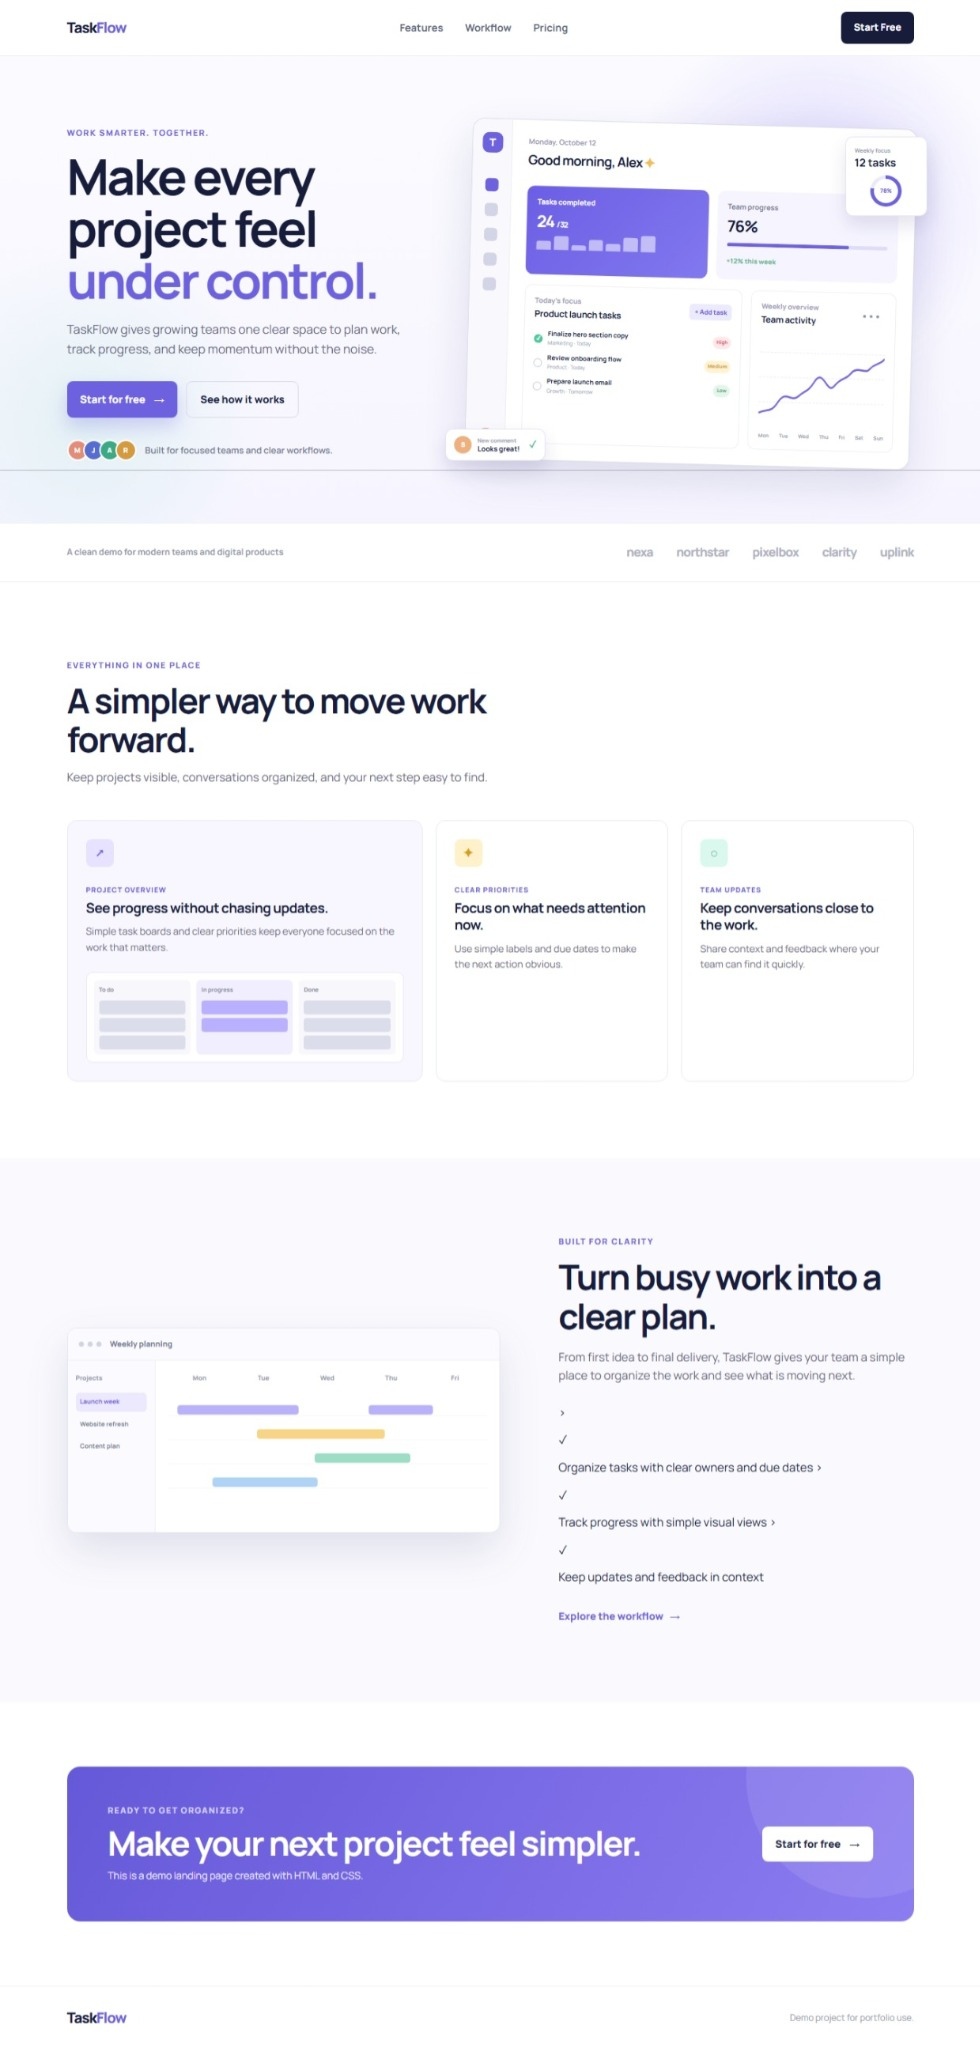 TaskFlow
Features
Workflow
Pricing
Start Free
WORK SMARTER. TOGETHER.
Make every
project feel
under control.
TaskFlow gives growing teams one clear space to plan work,
track progress, and keep momentum without the noise.
Start for free →
See how it works
M J A R
Built for focused teams and clear workflows.
T
Monday, October 12
Good morning, Alex ✦
Weekly focus
12 tasks
78%
Tasks completed
24 /32
Team progress
76%
+12% this week
Today's focus
Product launch tasks
+ Add task
Finalize hero section copy
Marketing · Today
High
Review onboarding flow
Product · Today
Medium
Prepare launch email
Growth · Tomorrow
Low
Weekly overview
Team activity
Mon Tue Wed Thu Fri Sat Sun
New comment
Looks great!
✓
A clean demo for modern teams and digital products
nexa
northstar
pixelbox
clarity
uplink
EVERYTHING IN ONE PLACE
A simpler way to move work
forward.
Keep projects visible, conversations organized, and your next step easy to find.
PROJECT OVERVIEW
See progress without chasing updates.
Simple task boards and clear priorities keep everyone focused on the
work that matters.
To do
In progress
Done
CLEAR PRIORITIES
Focus on what needs attention
now.
Use simple labels and due dates to make
the next action obvious.
TEAM UPDATES
Keep conversations close to
the work.
Share context and feedback where your
team can find it quickly.
Weekly planning
Projects
Launch week
Website refresh
Content plan
Mon Tue Wed Thu Fri
BUILT FOR CLARITY
Turn busy work into a
clear plan.
From first idea to final delivery, TaskFlow gives your team a simple
place to organize the work and see what is moving next.
›
✓
Organize tasks with clear owners and due dates ›
✓
Track progress with simple visual views ›
✓
Keep updates and feedback in context
Explore the workflow →
READY TO GET ORGANIZED?
Make your next project feel simpler.
This is a demo landing page created with HTML and CSS.
Start for free →
TaskFlow
Demo project for portfolio use.